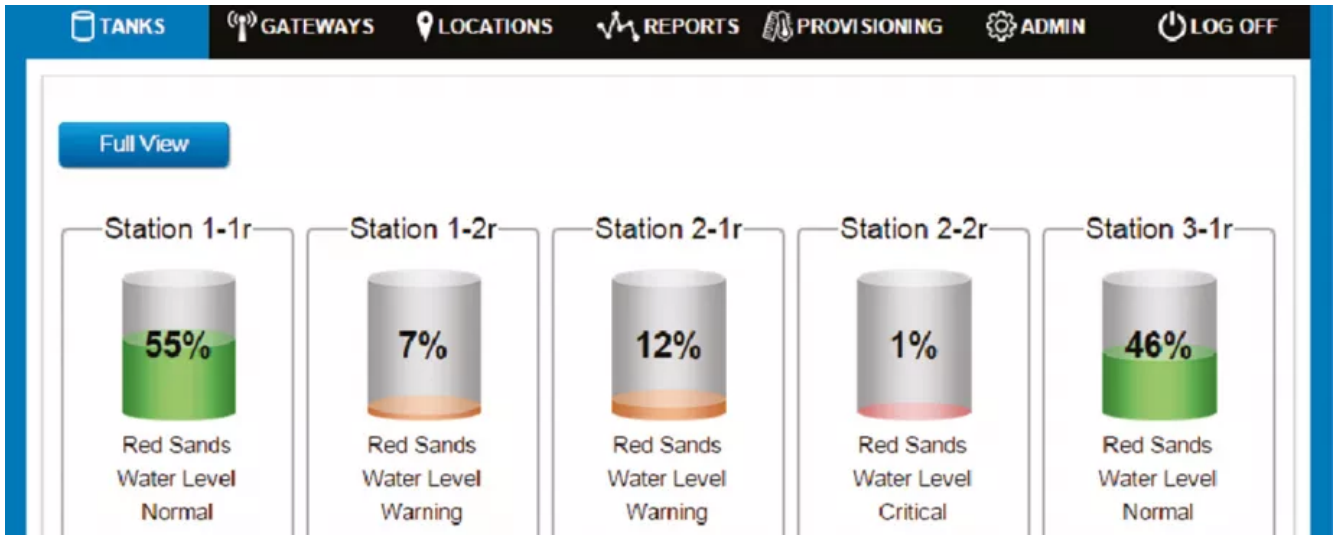 TANKS GATEWAYS LOCATIONS REPORTS PROVISIONING ADMIN LOG OFF
Full View
Station 1-1r
55%
Red Sands
Water Level
Normal
Station 1-2r
7%
Red Sands
Water Level
Warning
Station 2-1r
12%
Red Sands
Water Level
Warning
Station 2-2r
1%
Red Sands
Water Level
Critical
Station 3-1r
46%
Red Sands
Water Level
Normal